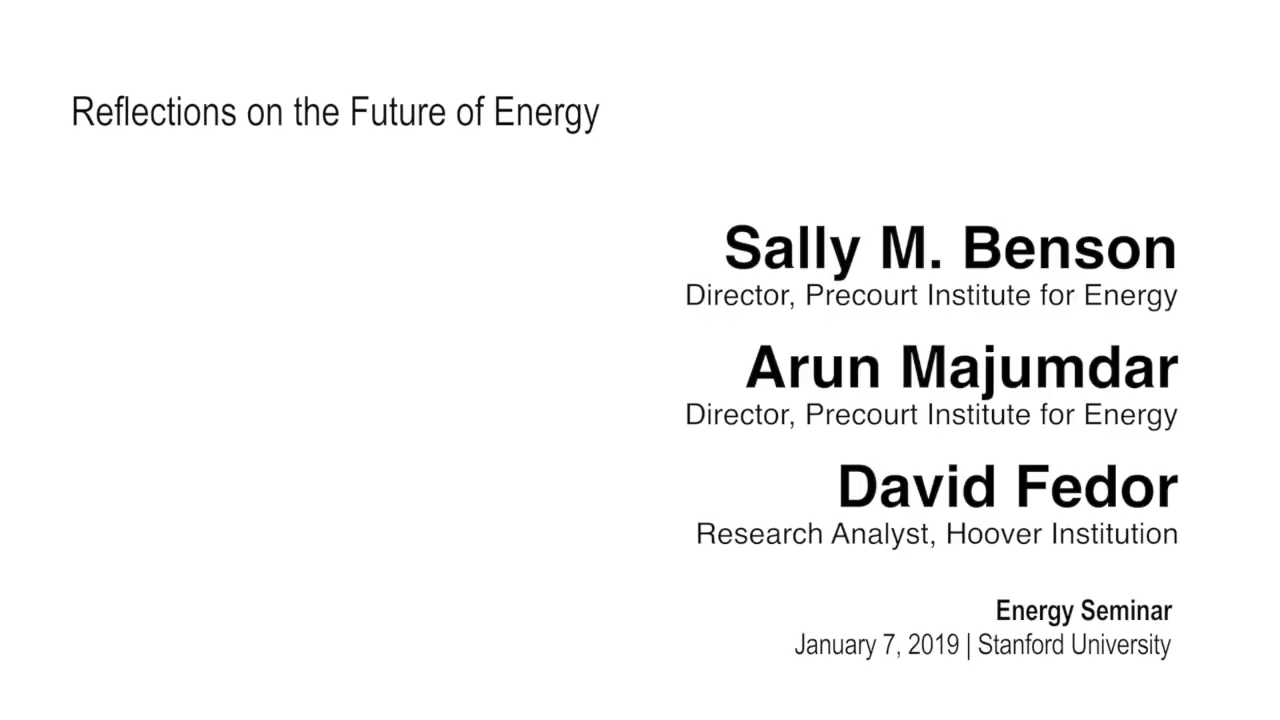 Reflections on the Future of Energy
Sally M. Benson
Director, Precourt Institute for Energy
Arun Majumdar
Director, Precourt Institute for Energy
David Fedor
Research Analyst, Hoover Institution
Energy Seminar
January 7, 2019 | Stanford University